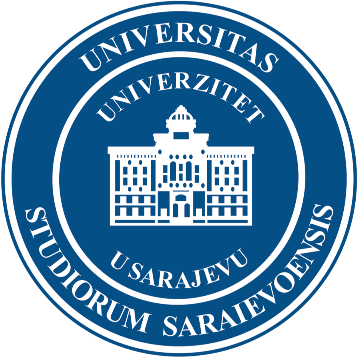 UNIVERSITAS
STUDIORUM SARAIEVOENSIS
UNIVERZITET
U SARAJEVU